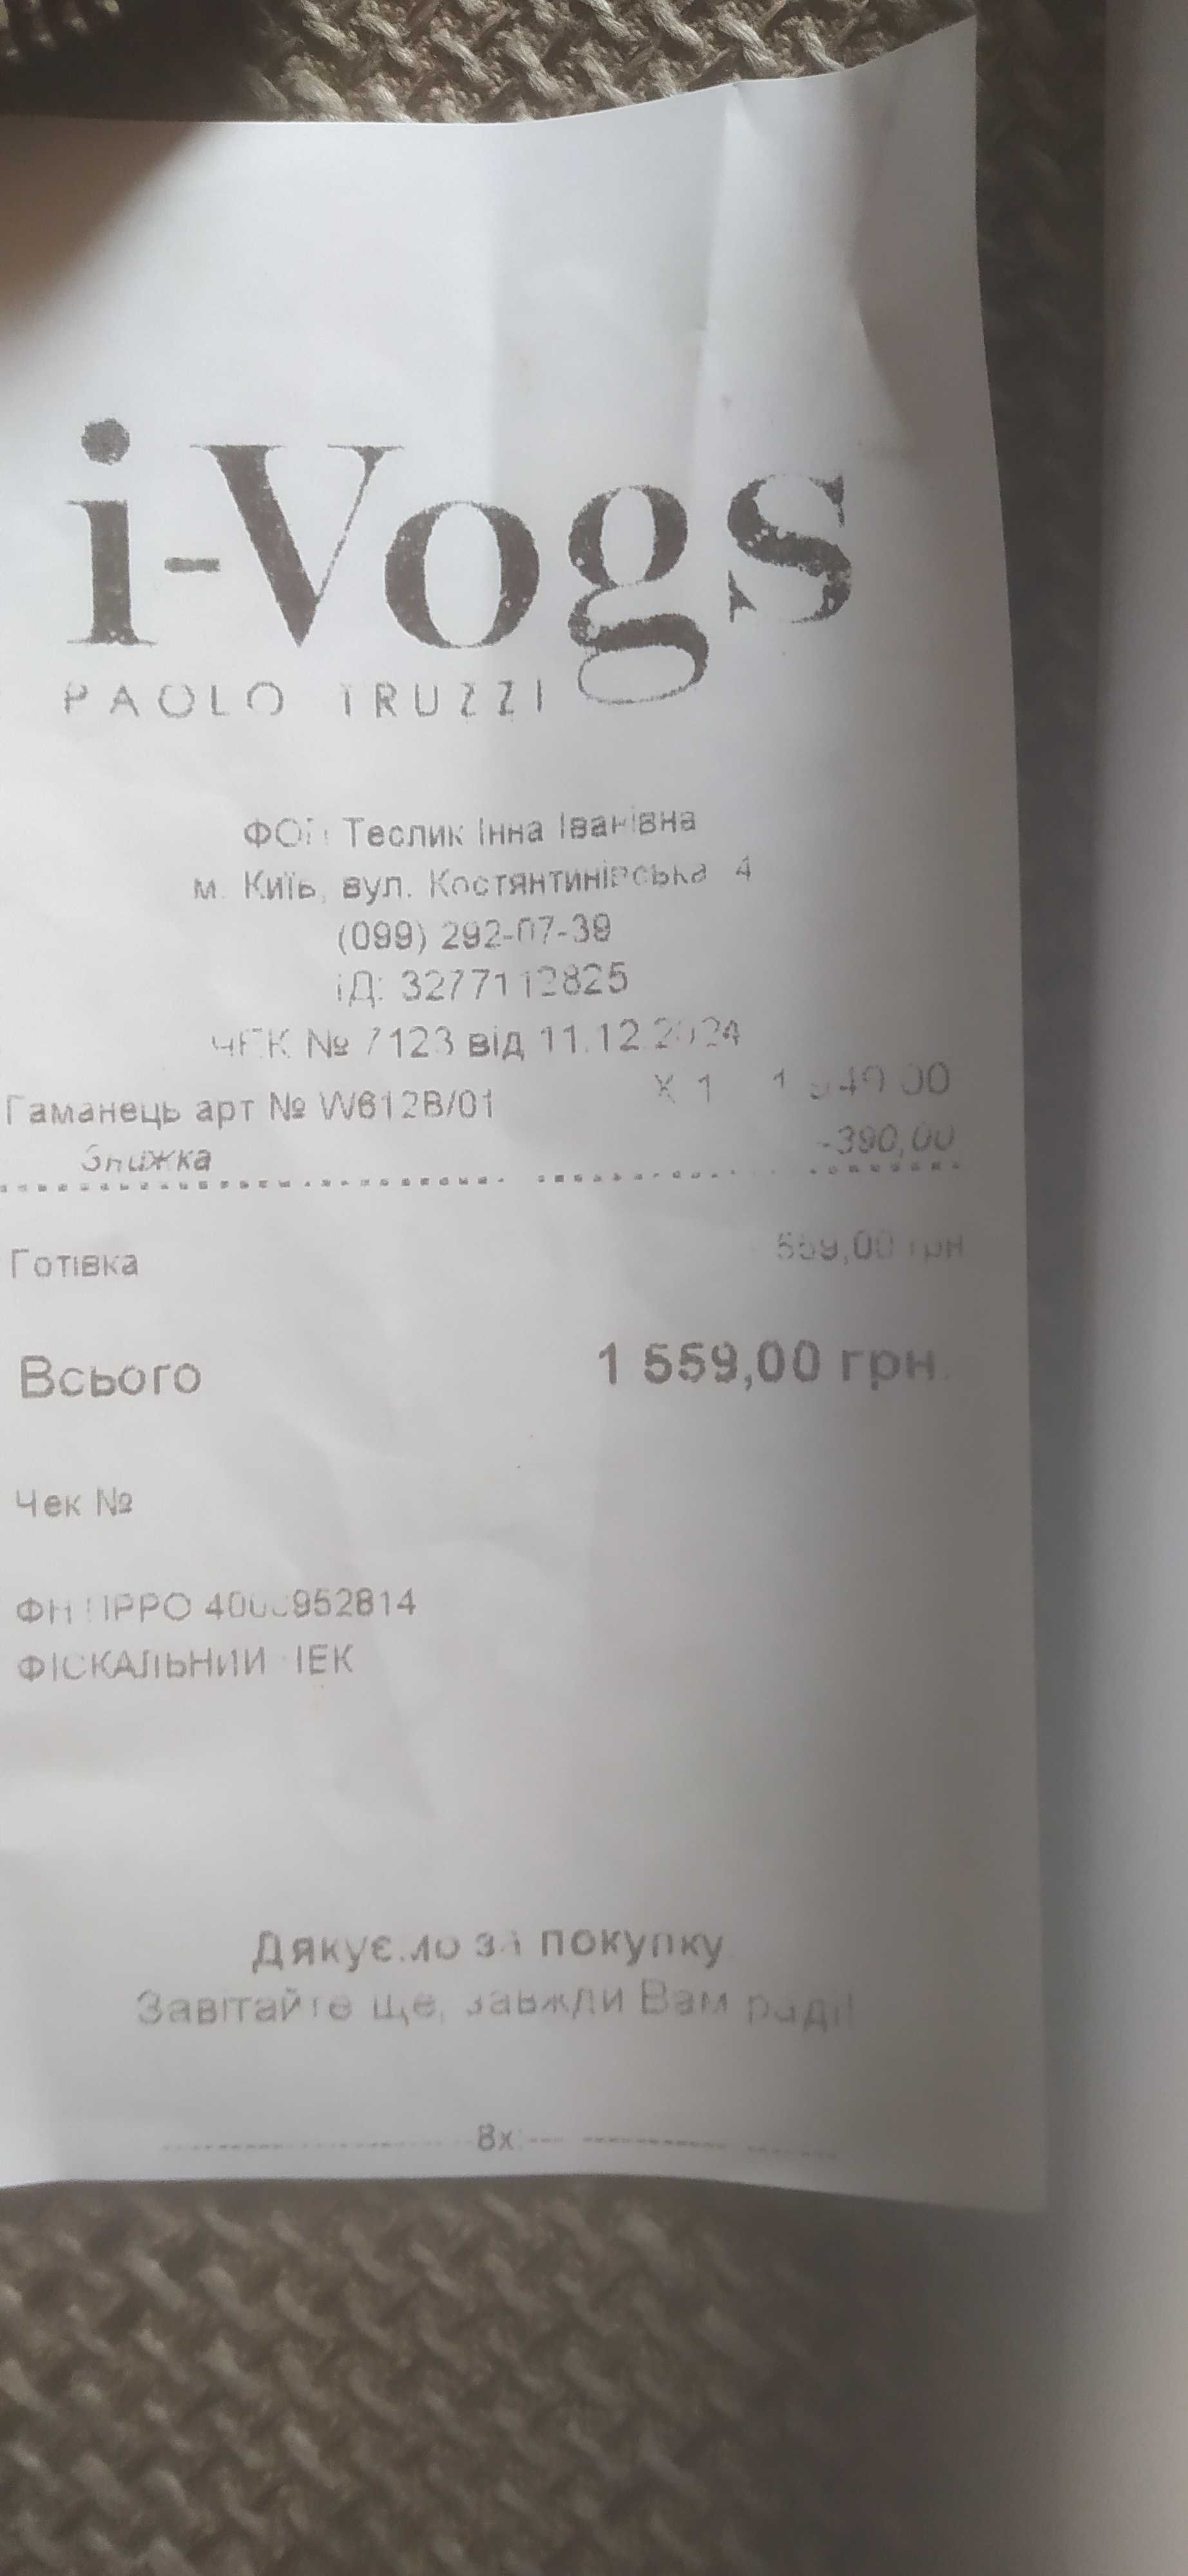 i-Vogs
PAOLO TRUZZI
ФОП Теслик Інна Іванівна
м. Київ, вул. Костянтинівська 4
(099) 292-07-39
ІД: 3277112825
ЧЕК № 7123 від 11.12.2024
Гаманець арт № W612B/01 X 1
Знижка -390,00
Готівка
Всього 1 559,00 грн.
Чек №
ФН ПРРО
ФІСКАЛЬНИЙ ЧЕК
Дякуємо за покупку
Завітайте ще, завжди Вам раді!
8x